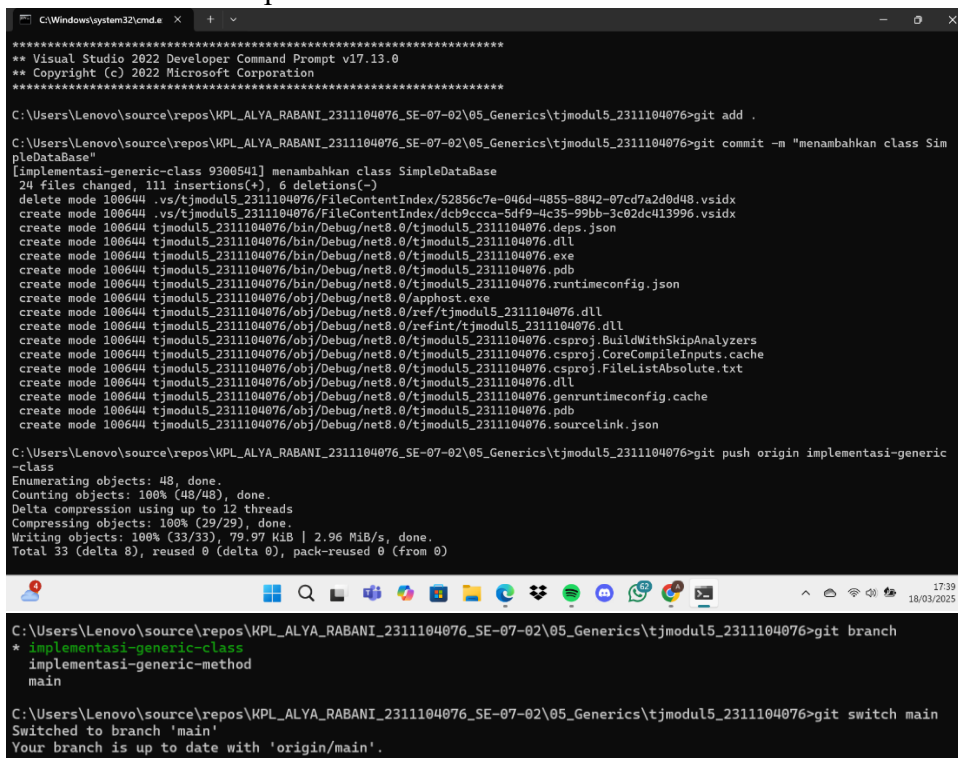 C:\Windows\system32\cmd.e
**********************************************************************
** Visual Studio 2022 Developer Command Prompt v17.13.0
** Copyright (c) 2022 Microsoft Corporation
**********************************************************************
C:\Users\Lenovo\source\repos\KPL_ALYA_RABANI_2311104076_SE-07-02\05_Generics\tjmodul5_2311104076>git add .
C:\Users\Lenovo\source\repos\KPL_ALYA_RABANI_2311104076_SE-07-02\05_Generics\tjmodul5_2311104076>git commit -m "menambahkan class Sim
pleDataBase"
[implementasi-generic-class 9300541] menambahkan class SimpleDataBase
24 files changed, 111 insertions(+), 6 deletions(-)
delete mode 100644 .vs/tjmodul5_2311104076/FileContentIndex/52856c7e-046d-4855-8842-07cd7a2d0d48.vsidx
create mode 100644 .vs/tjmodul5_2311104076/FileContentIndex/dcb9ccca-5df9-4c35-99bb-3c02dc413996.vsidx
create mode 100644 tjmodul5_2311104076/bin/Debug/net8.0/tjmodul5_2311104076.deps.json
create mode 100644 tjmodul5_2311104076/bin/Debug/net8.0/tjmodul5_2311104076.dll
create mode 100644 tjmodul5_2311104076/bin/Debug/net8.0/tjmodul5_2311104076.exe
create mode 100644 tjmodul5_2311104076/bin/Debug/net8.0/tjmodul5_2311104076.pdb
create mode 100644 tjmodul5_2311104076/bin/Debug/net8.0/tjmodul5_2311104076.runtimeconfig.json
create mode 100644 tjmodul5_2311104076/obj/Debug/net8.0/apphost.exe
create mode 100644 tjmodul5_2311104076/obj/Debug/net8.0/ref/tjmodul5_2311104076.dll
create mode 100644 tjmodul5_2311104076/obj/Debug/net8.0/refint/tjmodul5_2311104076.dll
create mode 100644 tjmodul5_2311104076/obj/Debug/net8.0/tjmodul5_2311104076.csproj.BuildWithSkipAnalyzers
create mode 100644 tjmodul5_2311104076/obj/Debug/net8.0/tjmodul5_2311104076.csproj.CoreCompileInputs.cache
create mode 100644 tjmodul5_2311104076/obj/Debug/net8.0/tjmodul5_2311104076.csproj.FileListAbsolute.txt
create mode 100644 tjmodul5_2311104076/obj/Debug/net8.0/tjmodul5_2311104076.dll
create mode 100644 tjmodul5_2311104076/obj/Debug/net8.0/tjmodul5_2311104076.genruntimeconfig.cache
create mode 100644 tjmodul5_2311104076/obj/Debug/net8.0/tjmodul5_2311104076.pdb
create mode 100644 tjmodul5_2311104076/obj/Debug/net8.0/tjmodul5_2311104076.sourcelink.json
C:\Users\Lenovo\source\repos\KPL_ALYA_RABANI_2311104076_SE-07-02\05_Generics\tjmodul5_2311104076>git push origin implementasi-generic
-class
Enumerating objects: 48, done.
Counting objects: 100% (48/48), done.
Delta compression using up to 12 threads
Compressing objects: 100% (29/29), done.
Writing objects: 100% (33/33), 79.97 KiB | 2.96 MiB/s, done.
Total 33 (delta 8), reused 0 (delta 0), pack-reused 0 (from 0)
4
62
17:39
18/03/2025
C:\Users\Lenovo\source\repos\KPL_ALYA_RABANI_2311104076_SE-07-02\05_Generics\tjmodul5_2311104076>git branch
* implementasi-generic-class
implementasi-generic-method
main
C:\Users\Lenovo\source\repos\KPL_ALYA_RABANI_2311104076_SE-07-02\05_Generics\tjmodul5_2311104076>git switch main
Switched to branch 'main'
Your branch is up to date with 'origin/main'.